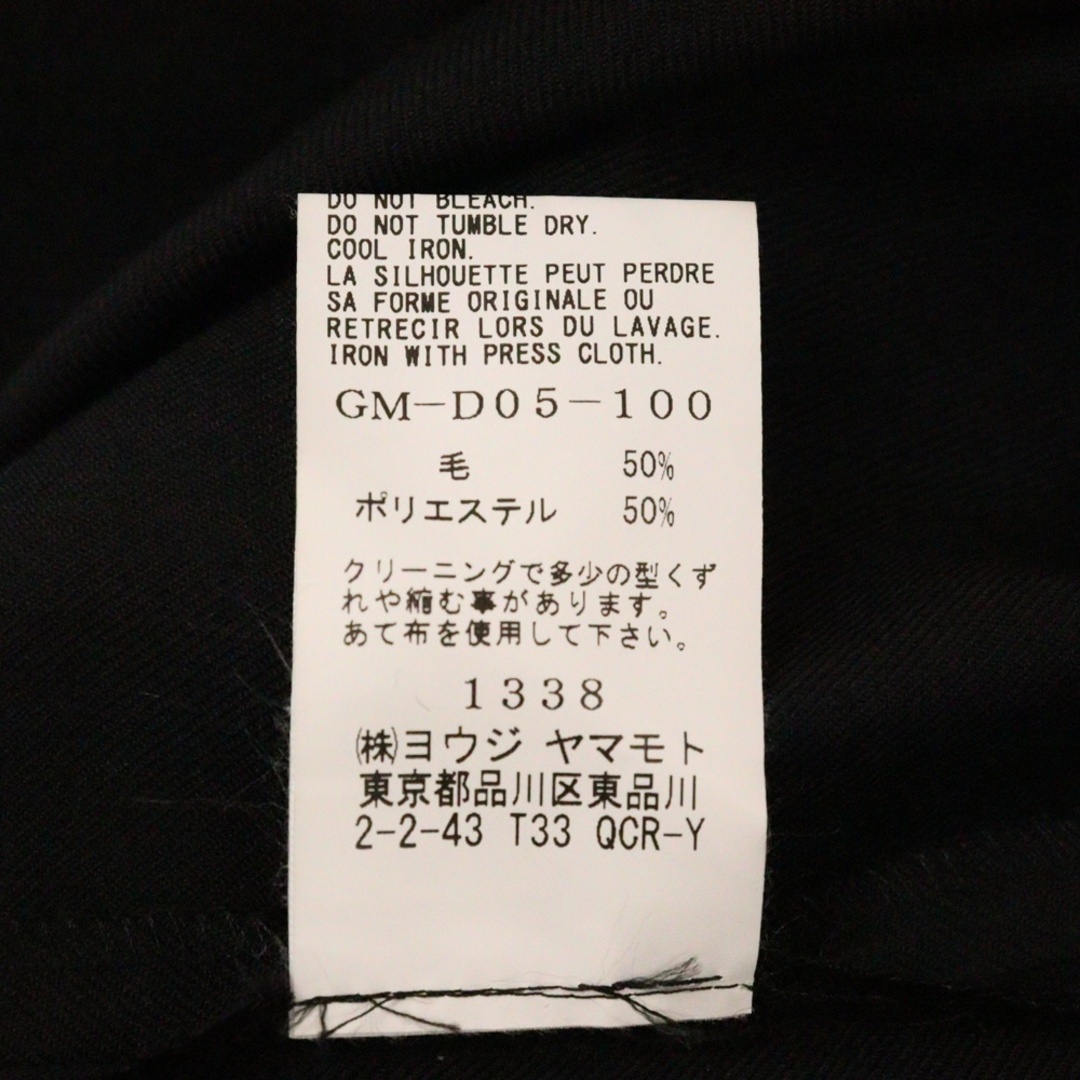 DO NOT BLEACH.
DO NOT TUMBLE DRY.
COOL IRON.
LA SILHOUETTE PEUT PERDRE
SA FORME ORIGINALE OU
RETRECIR LORS DU LAVAGE.
IRON WITH PRESS CLOTH.
GM-D05-100
毛 50%
ポリエステル 50%
クリーニングで多少の型くず
れや縮む事があります。
あて布を使用して下さい。
1338
㈱ヨウジ ヤマモト
東京都品川区東品川
2-2-43 T33 QCR-Y